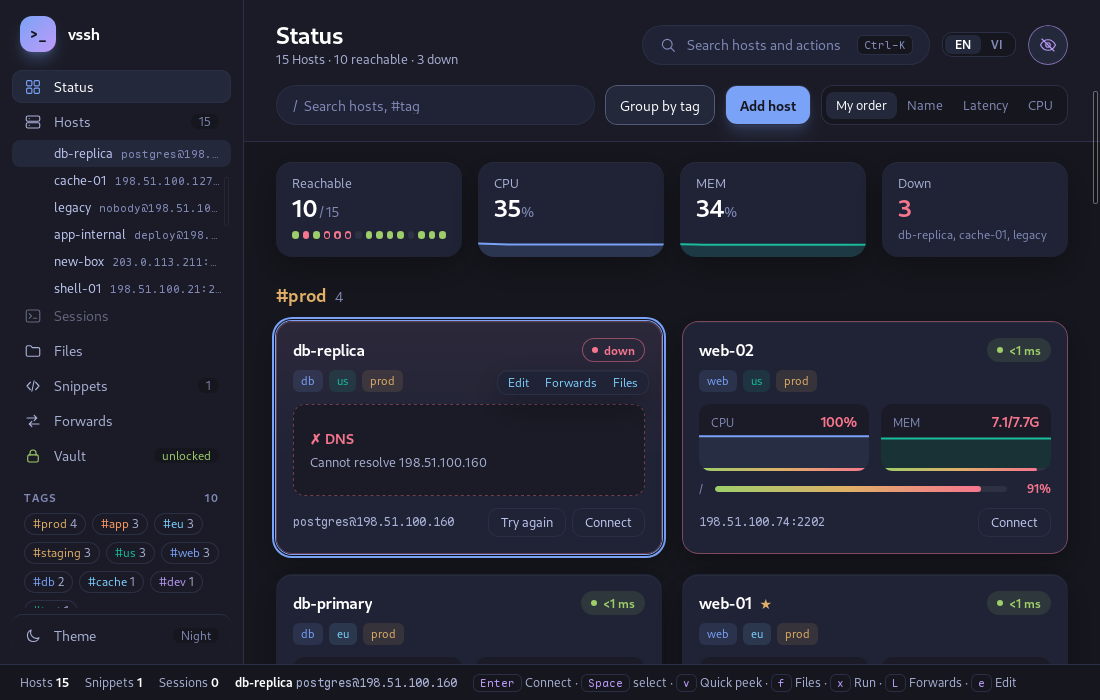 >_ vssh
Status
Hosts 15
db-replica postgres@198.…
cache-01 198.51.100.127…
legacy nobody@198.51.10…
app-internal deploy@198.…
new-box 203.0.113.211:…
shell-01 198.51.100.21:2…
Sessions
Files
Snippets 1
Forwards
Vault unlocked
TAGS 10
#prod 4 #app 3 #eu 3
#staging 3 #us 3 #web 3
#db 2 #cache 1 #dev 1
Theme Night
Status
15 Hosts · 10 reachable · 3 down
Search hosts and actions Ctrl-K
EN VI
/ Search hosts, #tag
Group by tag
Add host
My order Name Latency CPU
Reachable
10 / 15
CPU
35%
MEM
34%
Down
3
db-replica, cache-01, legacy
#prod 4
db-replica
down
db us prod
Edit Forwards Files
✗ DNS
Cannot resolve 198.51.100.160
postgres@198.51.100.160
Try again
Connect
web-02
<1 ms
web us prod
CPU 100%
MEM 7.1/7.7G
/ 91%
198.51.100.74:2202
Connect
db-primary
<1 ms
db eu prod
web-01 ★
<1 ms
web eu prod
Hosts 15 Snippets 1 Sessions 0 db-replica postgres@198.51.100.160 Enter Connect · Space select · v Quick peek · f Files · x Run · L Forwards · e Edit